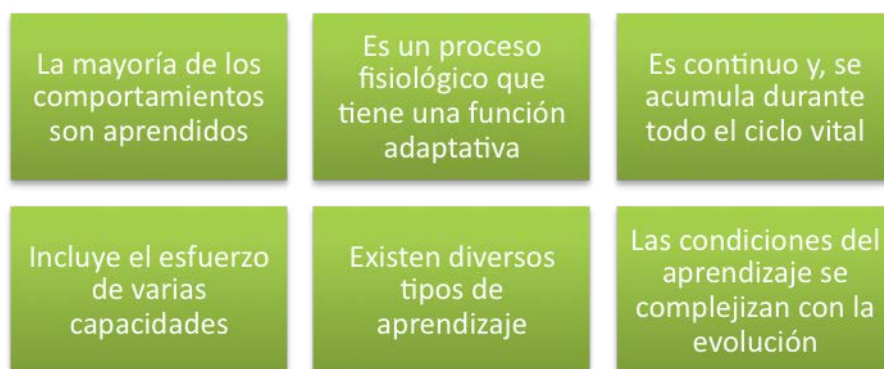 La mayoría de los
comportamientos
son aprendidos
Es un proceso
fisiológico que
tiene una función
adaptativa
Es continuo y, se
acumula durante
todo el ciclo vital
Incluye el esfuerzo
de varias
capacidades
Existen diversos
tipos de
aprendizaje
Las condiciones del
aprendizaje se
complejizan con la
evolución